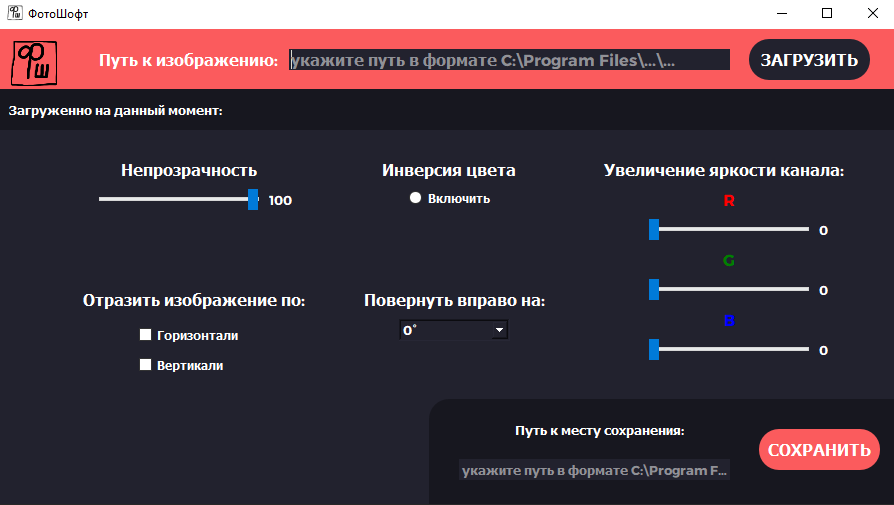 ФотоШофт
Фш
Путь к изображению: укажите путь в формате C:\Program Files\...\... ЗАГРУЗИТЬ
Загруженно на данный момент:
Непрозрачность
100
Инверсия цвета
Включить
Увеличение яркости канала:
R
0
G
0
B
0
Отразить изображение по:
Горизонтали
Вертикали
Повернуть вправо на:
0°
Путь к месту сохранения:
укажите путь в формате C:\Program F...
СОХРАНИТЬ